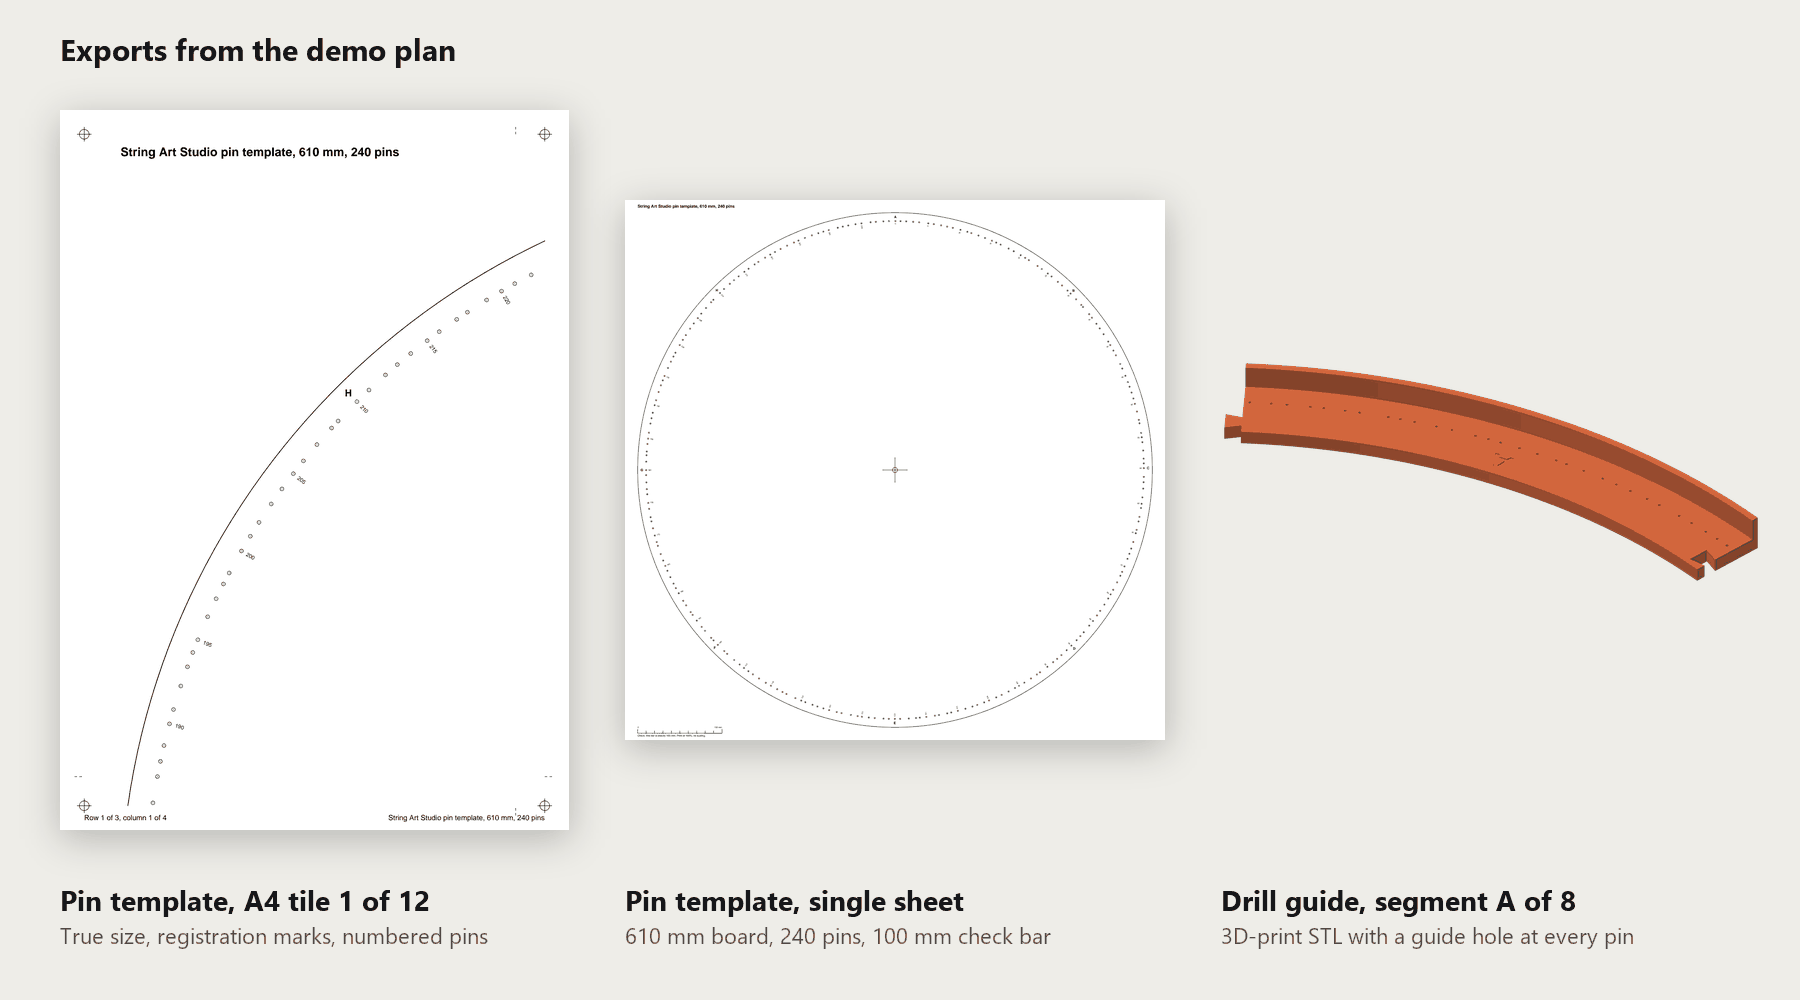 Exports from the demo plan
String Art Studio pin template, 610 mm, 240 pins
220
215
H
210
205
200
195
190
Row 1 of 3, column 1 of 4
String Art Studio pin template, 610 mm, 240 pins
String Art Studio pin template, 610 mm, 240 pins
Pin template, A4 tile 1 of 12
True size, registration marks, numbered pins
Pin template, single sheet
610 mm board, 240 pins, 100 mm check bar
Drill guide, segment A of 8
3D-print STL with a guide hole at every pin